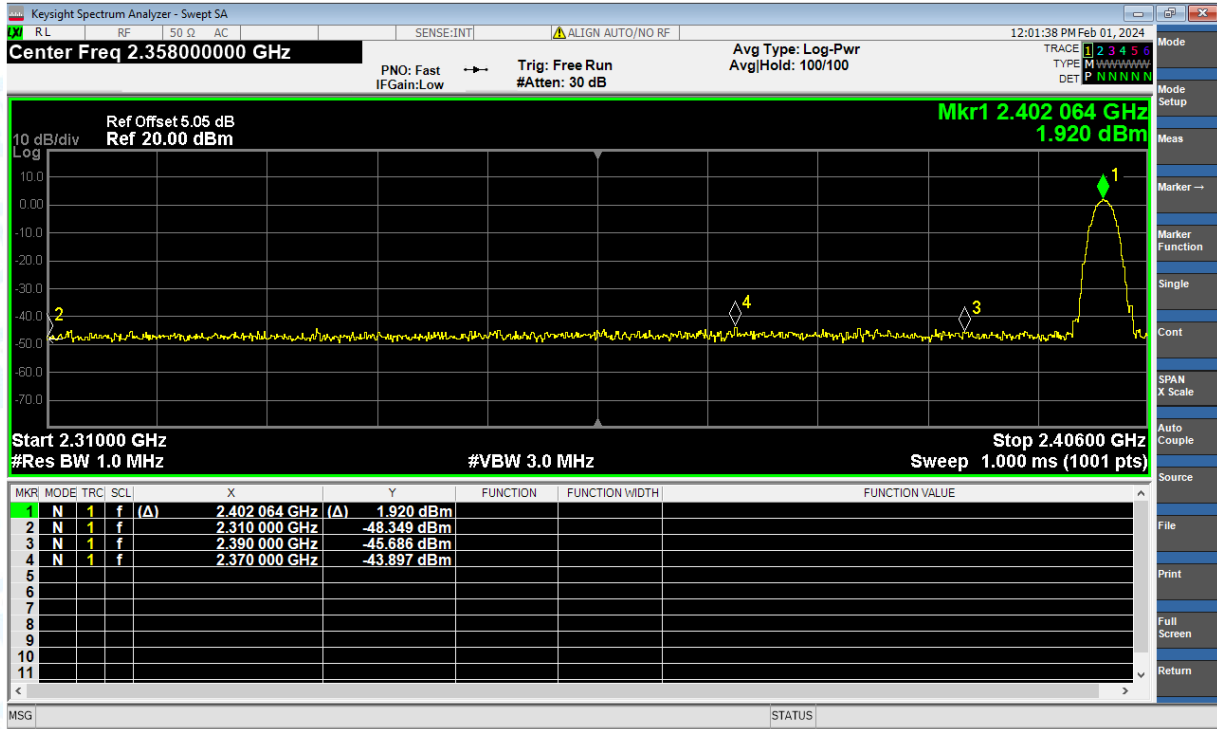 Keysight Spectrum Analyzer - Swept SA
LXI RL RF 50 Ω AC SENSE:INT ALIGN AUTO/NO RF 12:01:38 PM Feb 01, 2024
Center Freq 2.358000000 GHz
PNO: Fast
IFGain:Low
Trig: Free Run
#Atten: 30 dB
Avg Type: Log-Pwr
Avg|Hold: 100/100
TRACE 1 2 3 4 5 6
TYPE M WWWWW
DET P N N N N N
Ref Offset 5.05 dB
Ref 20.00 dBm
10 dB/div
Log
Mkr1 2.402 064 GHz
1.920 dBm
10.0
0.00
-10.0
-20.0
-30.0
-40.0
-50.0
-60.0
-70.0
1
2
4
3
Start 2.31000 GHz
Stop 2.40600 GHz
#Res BW 1.0 MHz
#VBW 3.0 MHz
Sweep 1.000 ms (1001 pts)
MKR MODE TRC SCL X Y FUNCTION FUNCTION WIDTH FUNCTION VALUE
1 N 1 f (Δ) 2.402 064 GHz (Δ) 1.920 dBm
2 N 1 f 2.310 000 GHz -48.349 dBm
3 N 1 f 2.390 000 GHz -45.686 dBm
4 N 1 f 2.370 000 GHz -43.897 dBm
5
6
7
8
9
10
11
MSG STATUS
Mode
Mode
Setup
Meas
Marker →
Marker
Function
Single
Cont
SPAN
X Scale
Auto
Couple
Source
File
Print
Full
Screen
Return